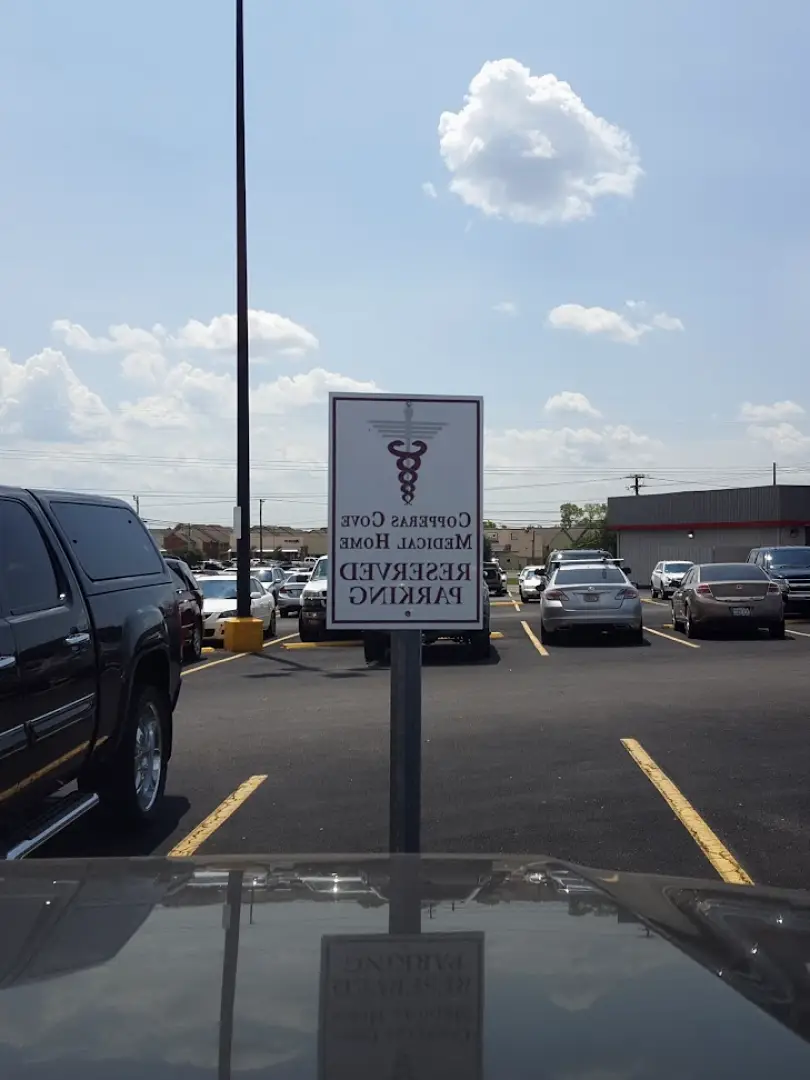 COPPERAS COVE
MEDICAL HOME
RESERVED
PARKING